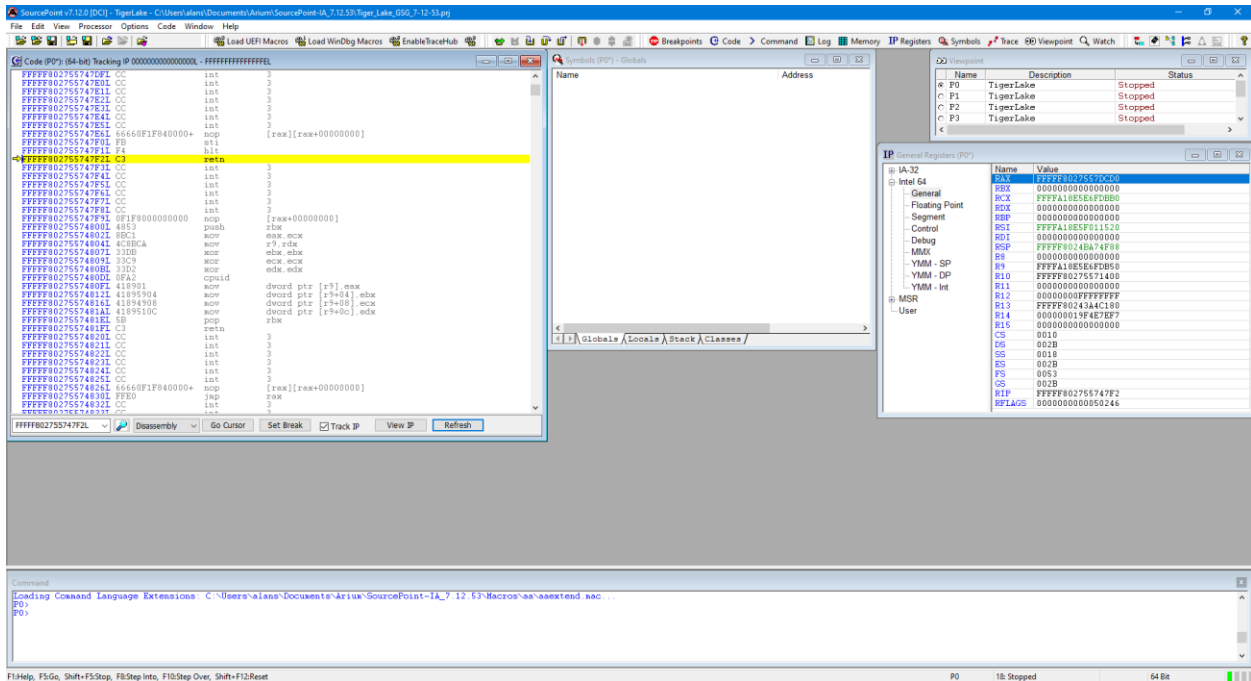 SourcePoint v7.12.0 [DCI] - TigerLake - C:\Users\alans\Documents\Arium\SourcePoint-IA_7.12.53\Tiger_Lake_GSG_7-12-53.prj
File Edit View Processor Options Code Window Help
Load UEFI Macros Load WinDbg Macros EnableTraceHub Breakpoints Code Command Log Memory IP Registers Symbols Trace Viewpoint Watch
Code (P0*): (64-bit) Tracking IP 0000000000000000L - FFFFFFFFFFFFFFFEL
FFFFF802755747DFL CC int 3
FFFFF802755747E0L CC int 3
FFFFF802755747E1L CC int 3
FFFFF802755747E2L CC int 3
FFFFF802755747E3L CC int 3
FFFFF802755747E4L CC int 3
FFFFF802755747E5L CC int 3
FFFFF802755747E6L 66660F1F840000+ nop [rax][rax+00000000]
FFFFF802755747F0L FB sti
FFFFF802755747F1L F4 hlt
FFFFF802755747F2L C3 retn
FFFFF802755747F3L CC int 3
FFFFF802755747F4L CC int 3
FFFFF802755747F5L CC int 3
FFFFF802755747F6L CC int 3
FFFFF802755747F7L CC int 3
FFFFF802755747F8L CC int 3
FFFFF802755747F9L 0F1F8000000000 nop [rax+00000000]
FFFFF80275574800L 4853 push rbx
FFFFF80275574802L 8BC1 mov eax,ecx
FFFFF80275574804L 4C8BCA mov r9,rdx
FFFFF80275574807L 33DB xor ebx,ebx
FFFFF80275574809L 33C9 xor ecx,ecx
FFFFF8027557480BL 33D2 xor edx,edx
FFFFF8027557480DL 0FA2 cpuid
FFFFF8027557480FL 418901 mov dword ptr [r9],eax
FFFFF80275574812L 41895904 mov dword ptr [r9+04],ebx
FFFFF80275574816L 41894908 mov dword ptr [r9+08],ecx
FFFFF8027557481AL 4189510C mov dword ptr [r9+0c],edx
FFFFF8027557481EL 5B pop rbx
FFFFF8027557481FL C3 retn
FFFFF80275574820L CC int 3
FFFFF80275574821L CC int 3
FFFFF80275574822L CC int 3
FFFFF80275574823L CC int 3
FFFFF80275574824L CC int 3
FFFFF80275574825L CC int 3
FFFFF80275574826L 66660F1F840000+ nop [rax][rax+00000000]
FFFFF80275574830L FFE0 jmp rax
FFFFF80275574832L CC int 3
FFFFF802755747F2L Disassembly Go Cursor Set Break Track IP View IP Refresh
Symbols (P0*) - Globals
Name Address
Globals Locals Stack Classes
Viewpoint
Name Description Status
P0 TigerLake Stopped
P1 TigerLake Stopped
P2 TigerLake Stopped
P3 TigerLake Stopped
IP General Registers (P0*)
IA-32
Intel 64
General
Floating Point
Segment
Control
Debug
MMX
YMM - SP
YMM - DP
YMM - Int
MSR
User
Name Value
RAX FFFFF8027557DCD0
RBX 0000000000000000
RCX FFFFA18E5E6FDBB0
RDX 0000000000000000
RBP 0000000000000000
RSI FFFFA18E5F011520
RDI 0000000000000000
RSP FFFFF8024BA74F88
R8 0000000000000000
R9 FFFFA18E5E6FDB50
R10 FFFFF80275571400
R11 0000000000000000
R12 00000000FFFFFFFF
R13 FFFFF80243A4C180
R14 000000019F4E7EF7
R15 0000000000000000
CS 0010
DS 002B
SS 0018
ES 002B
FS 0053
GS 002B
RIP FFFFF802755747F2
RFLAGS 0000000000050246
Command
Loading Command Language Extensions: C:\Users\alans\Documents\Arium\SourcePoint-IA_7.12.53\Macros\aa\aaextend.mac...
P0>
P0>
F1:Help, F5:Go, Shift+F5:Stop, F8:Step Into, F10:Step Over, Shift+F12:Reset P0 18: Stopped 64 Bit